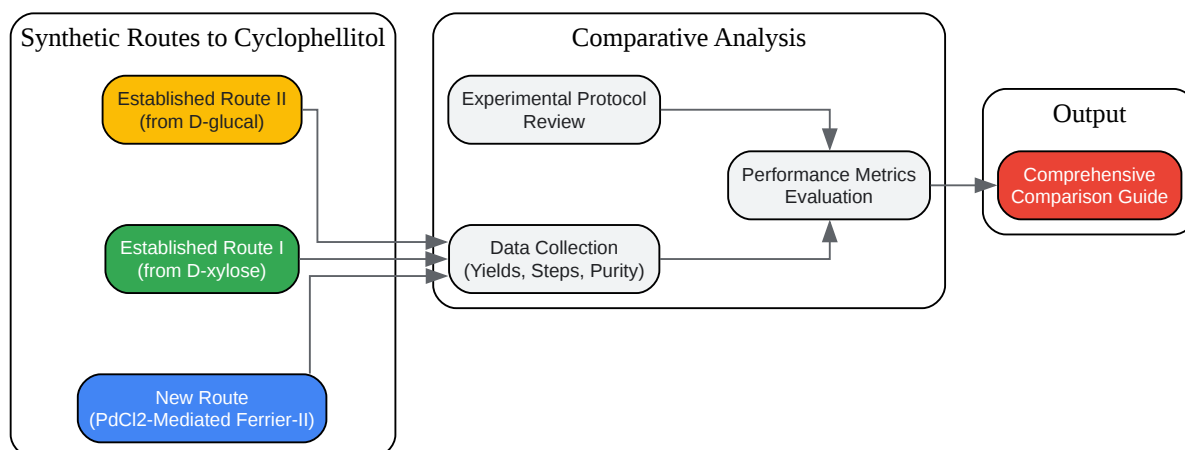 Synthetic Routes to Cyclophellitol
Established Route II
(from D-glucal)
Established Route I
(from D-xylose)
New Route
(PdCl2-Mediated Ferrier-II)
Comparative Analysis
Experimental Protocol
Review
Data Collection
(Yields, Steps, Purity)
Performance Metrics
Evaluation
Output
Comprehensive
Comparison Guide